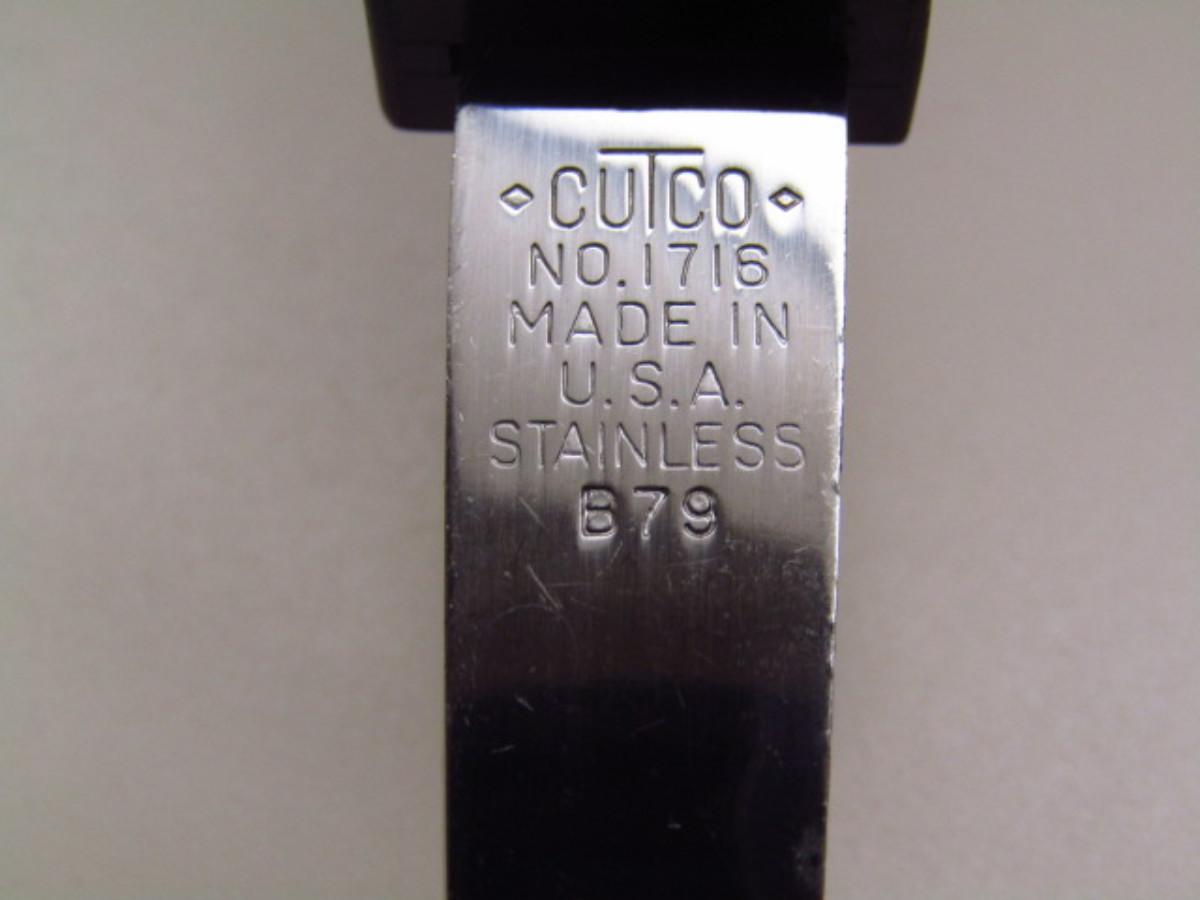 CUTCO
NO.1716
MADE IN
U.S.A.
STAINLESS
B79